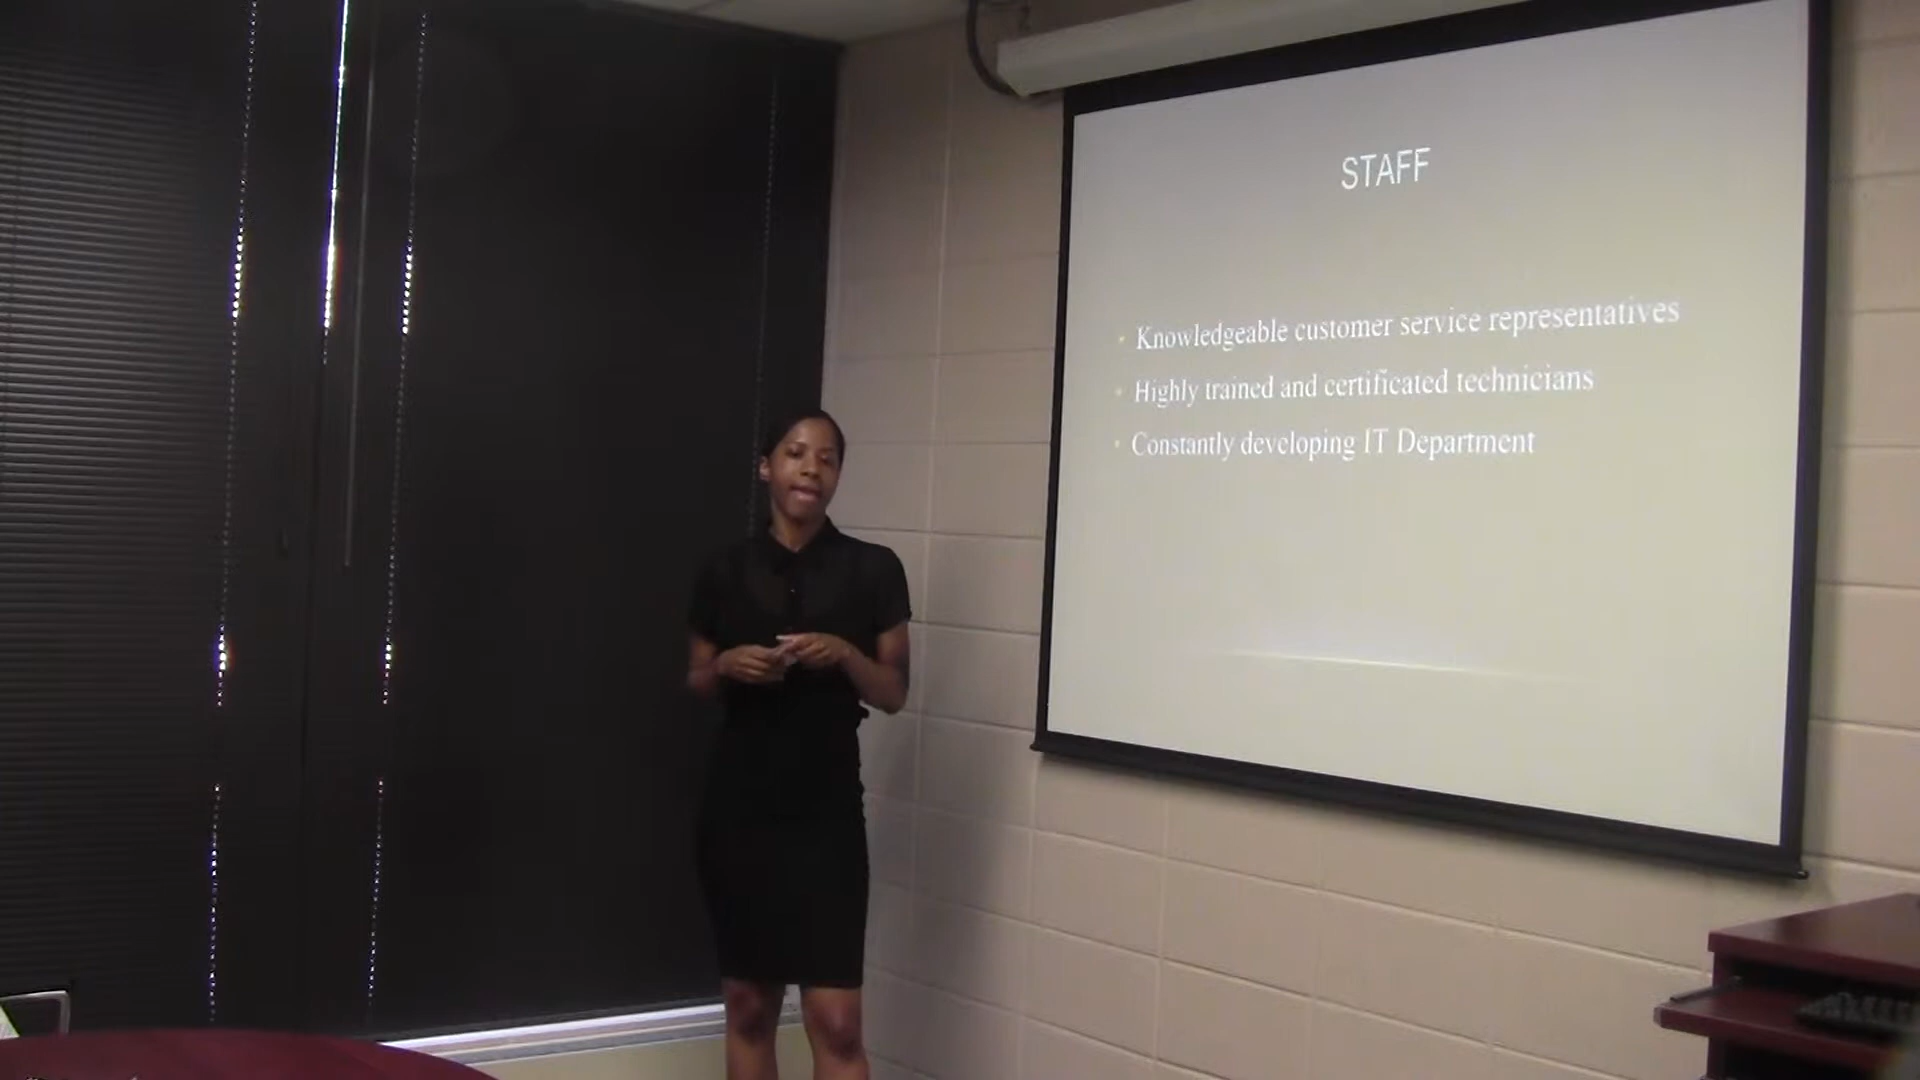 STAFF
Knowledgeable customer service representatives
Highly trained and certificated technicians
Constantly developing IT Department